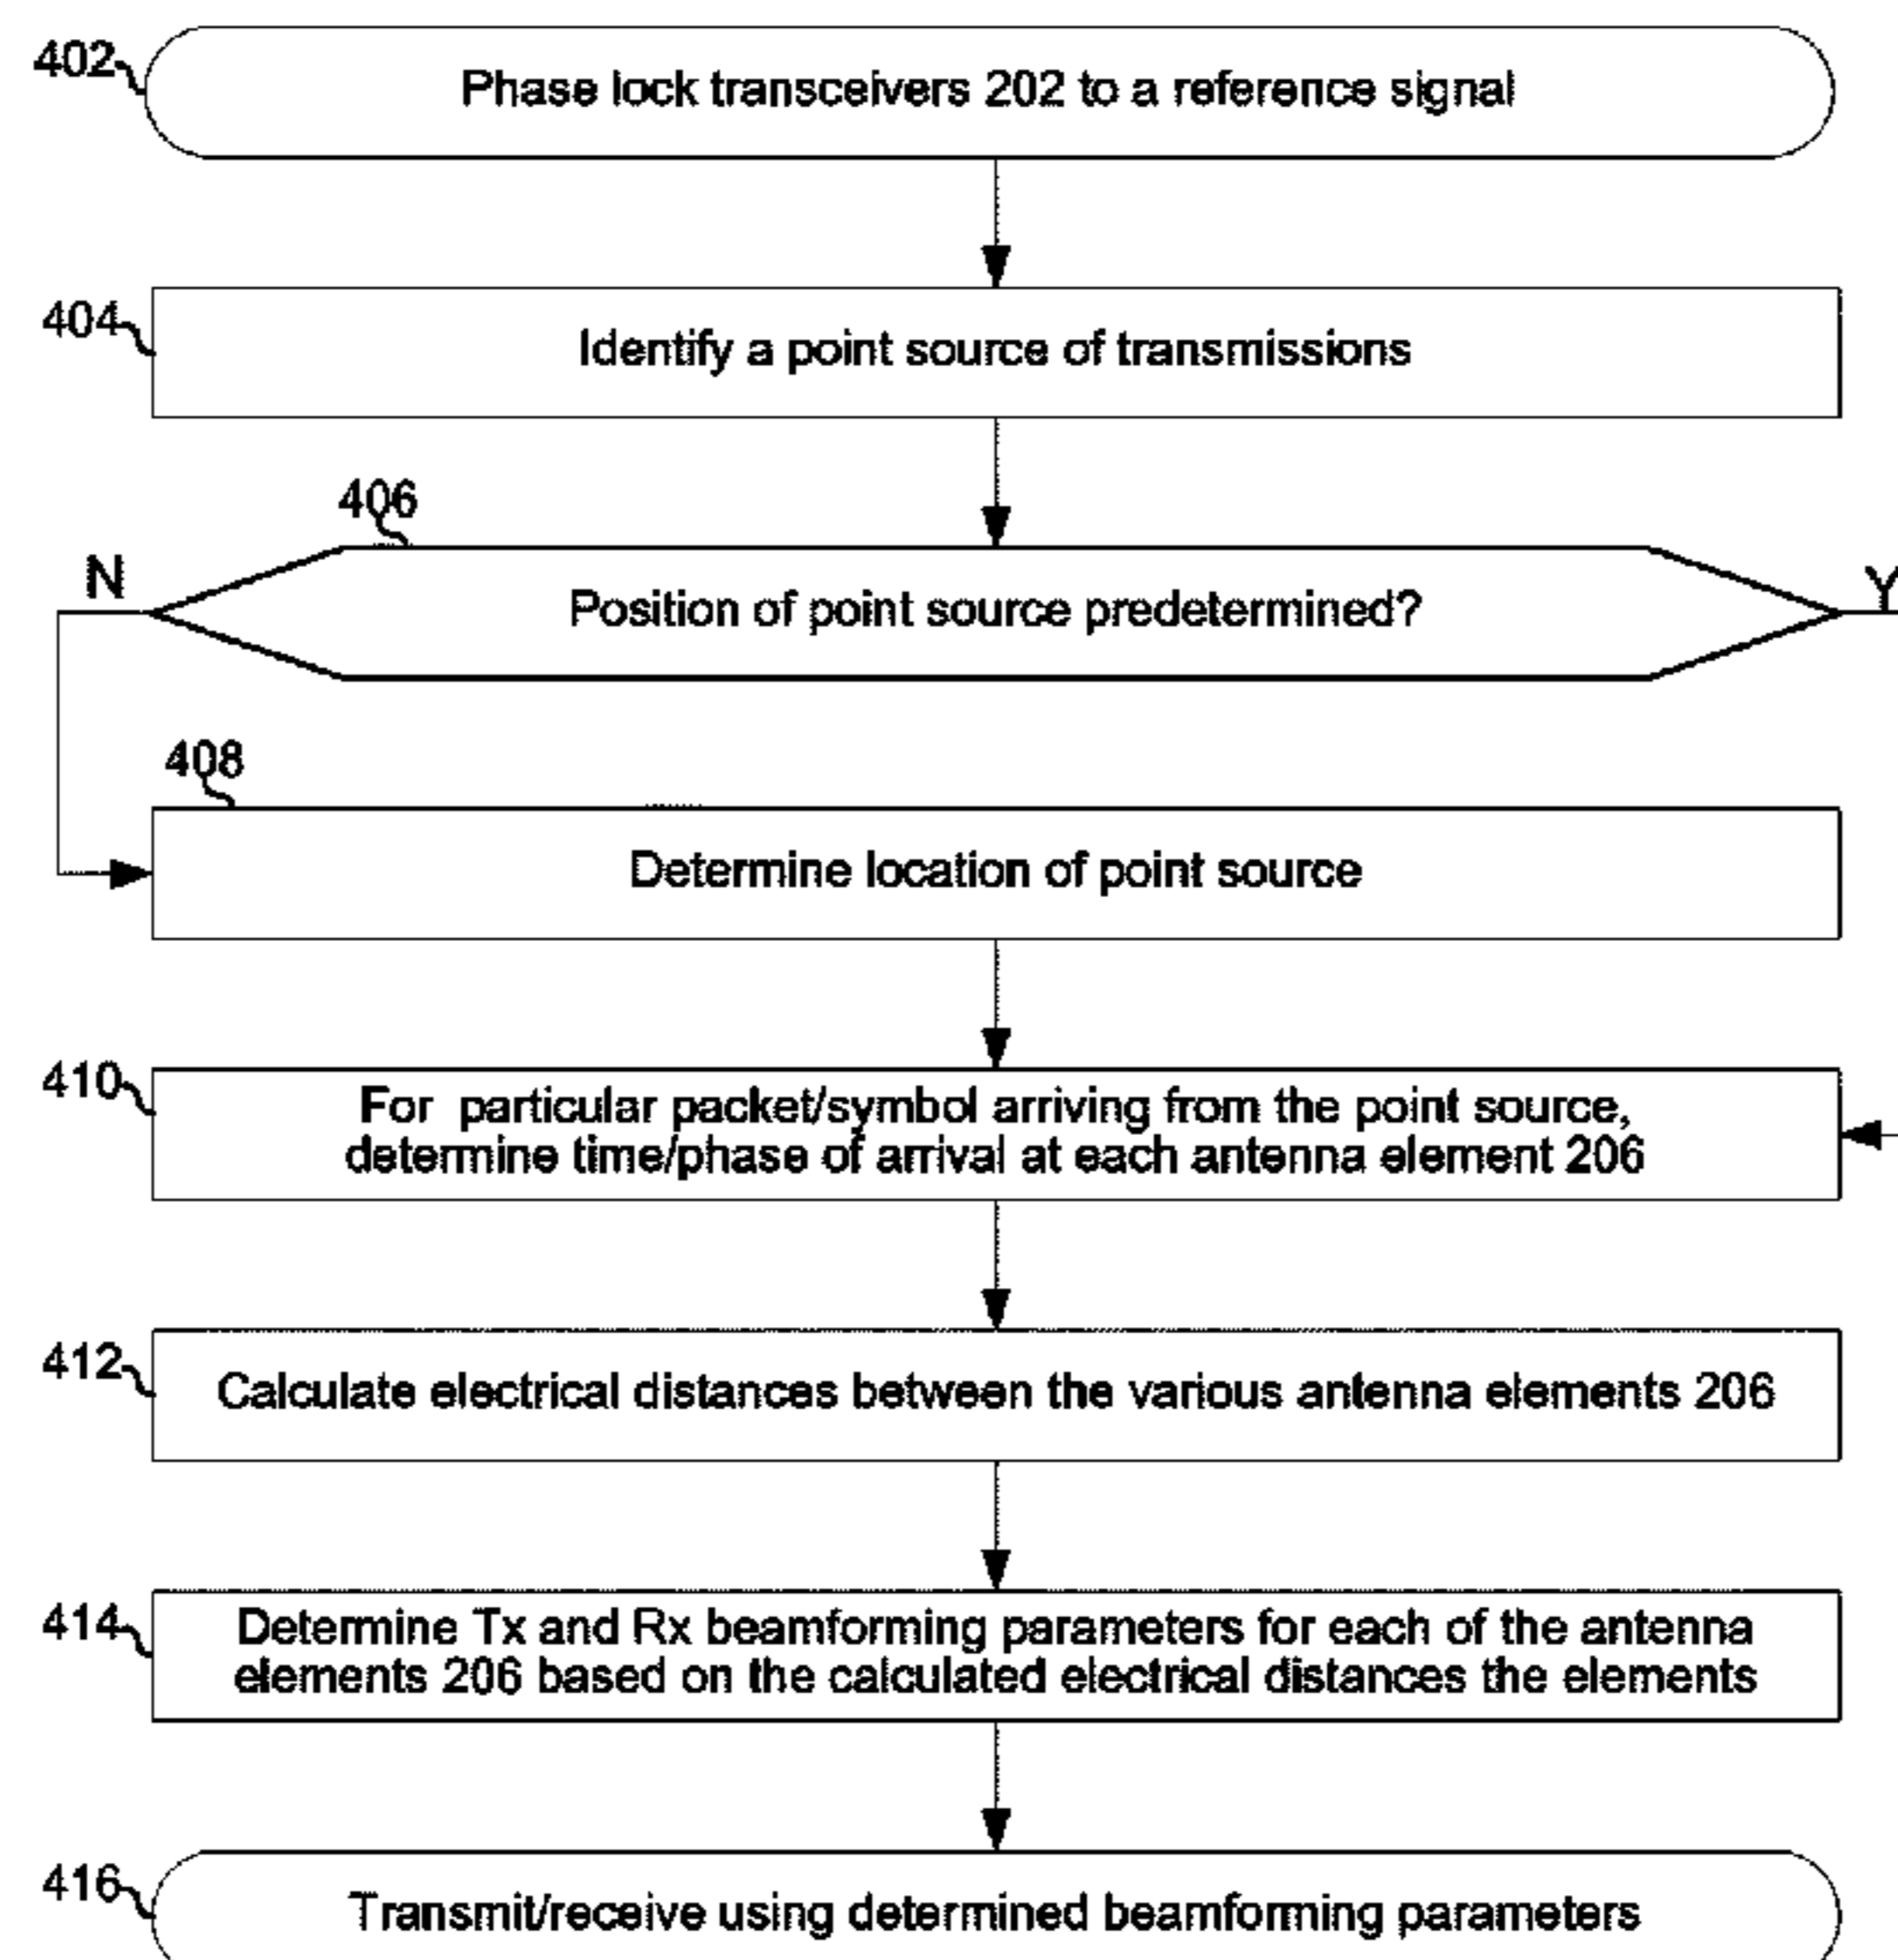 402
Phase lock transceivers 202 to a reference signal
404
Identify a point source of transmissions
406
N
Position of point source predetermined?
Y
408
Determine location of point source
410
For particular packet/symbol arriving from the point source,
determine time/phase of arrival at each antenna element 206
412
Calculate electrical distances between the various antenna elements 206
414
Determine Tx and Rx beamforming parameters for each of the antenna
elements 206 based on the calculated electrical distances the elements
416
Transmit/receive using determined beamforming parameters